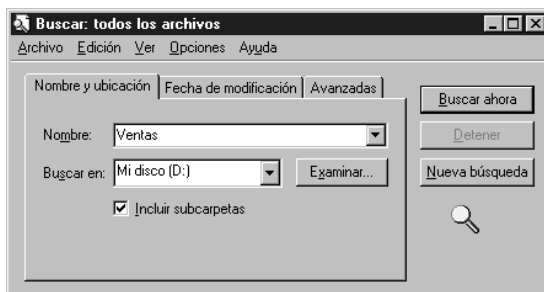 Buscar: todos los archivos
Archivo Edición Ver Opciones Ayuda
Nombre y ubicación Fecha de modificación Avanzadas
Buscar ahora
Nombre: Ventas
Detener
Buscar en: Mi disco (D:) Examinar...
Nueva búsqueda
Incluir subcarpetas